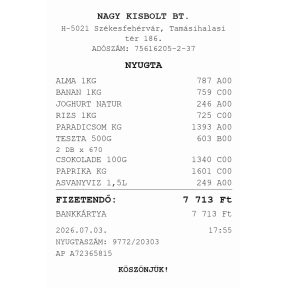 NAGY KISBOLT BT.
H-5021 Székesfehérvár, Tamásihalasi
tér 186.
ADÓSZÁM: 75616205-2-37
NYUGTA
ALMA 1KG 787 A00
BANAN 1KG 759 C00
JOGHURT NATUR 246 A00
RIZS 1KG 725 C00
PARADICSOM KG 1393 A00
TESZTA 500G 603 B00
2 DB x 670
CSOKOLADE 100G 1340 C00
PAPRIKA KG 1601 C00
ASVANYVIZ 1,5L 249 A00
FIZETENDŐ: 7 713 Ft
BANKKÁRTYA 7 713 Ft
2026.07.03. 17:55
NYUGTASZÁM: 9772/20303
AP A72365815
KÖSZÖNJÜK!